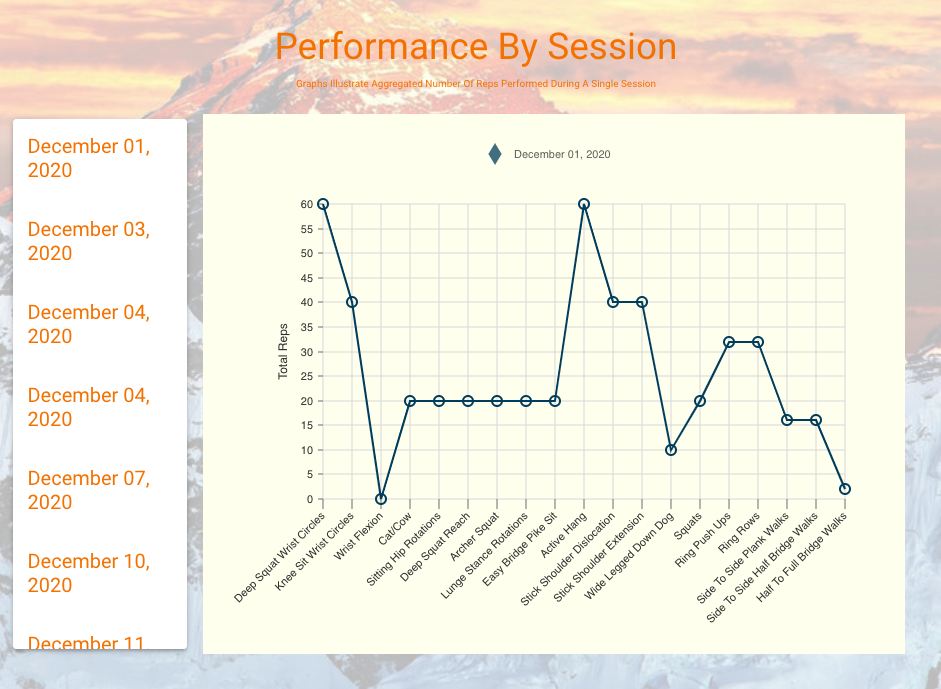 Performance By Session
Graphs Illustrate Aggregated Number Of Reps Performed During A Single Session
December 01,
2020
December 03,
2020
December 04,
2020
December 04,
2020
December 07,
2020
December 10,
2020
December 11
December 01, 2020
Total Reps
60
55
50
45
40
35
30
25
20
15
10
5
0
Deep Squat Wrist Circles
Knee Sit Wrist Circles
Wrist Flexion
Cat/Cow
Sitting Hip Rotations
Deep Squat Reach
Archer Squat
Lunge Stance Rotations
Easy Bridge Pike Sit
Active Hang
Stick Shoulder Dislocation
Stick Shoulder Extension
Wide Legged Down Dog
Squats
Ring Push Ups
Ring Rows
Side To Side Plank Walks
Side To Side Half Bridge Walks
Half To Full Bridge Walks